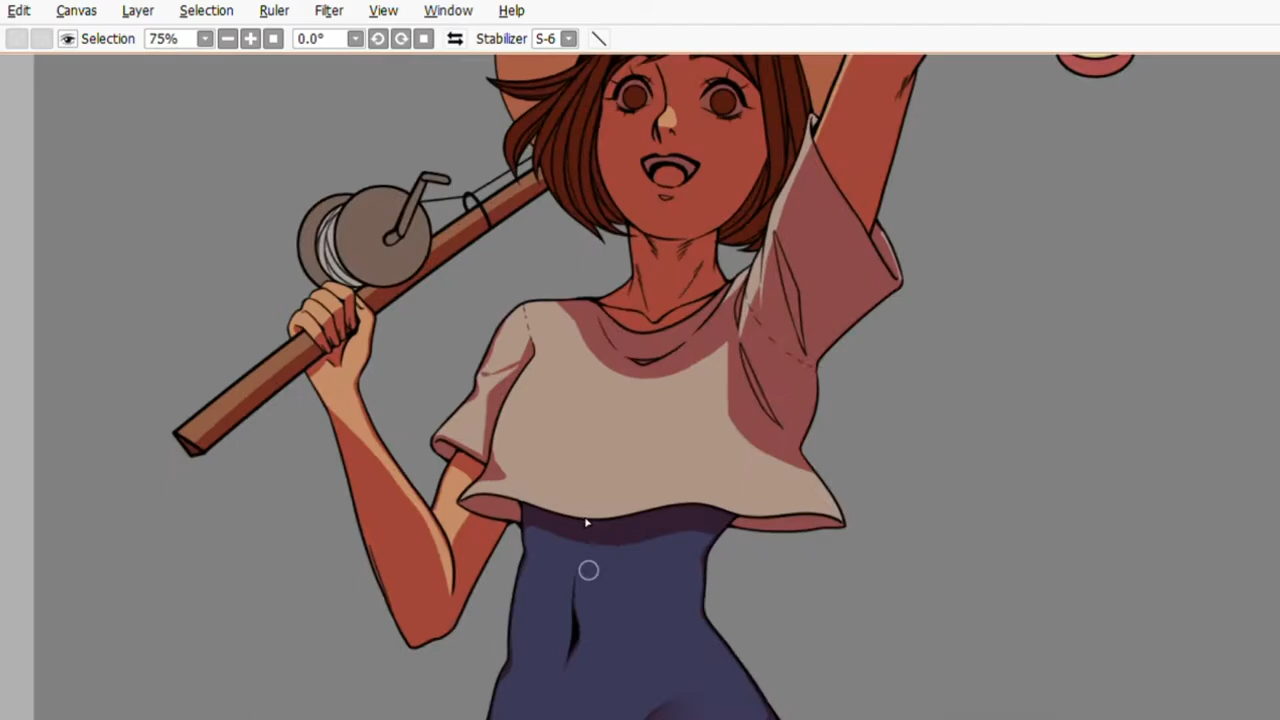 Edit Canvas Layer Selection Ruler Filter View Window Help
Selection 75% 0.0° Stabilizer S-6